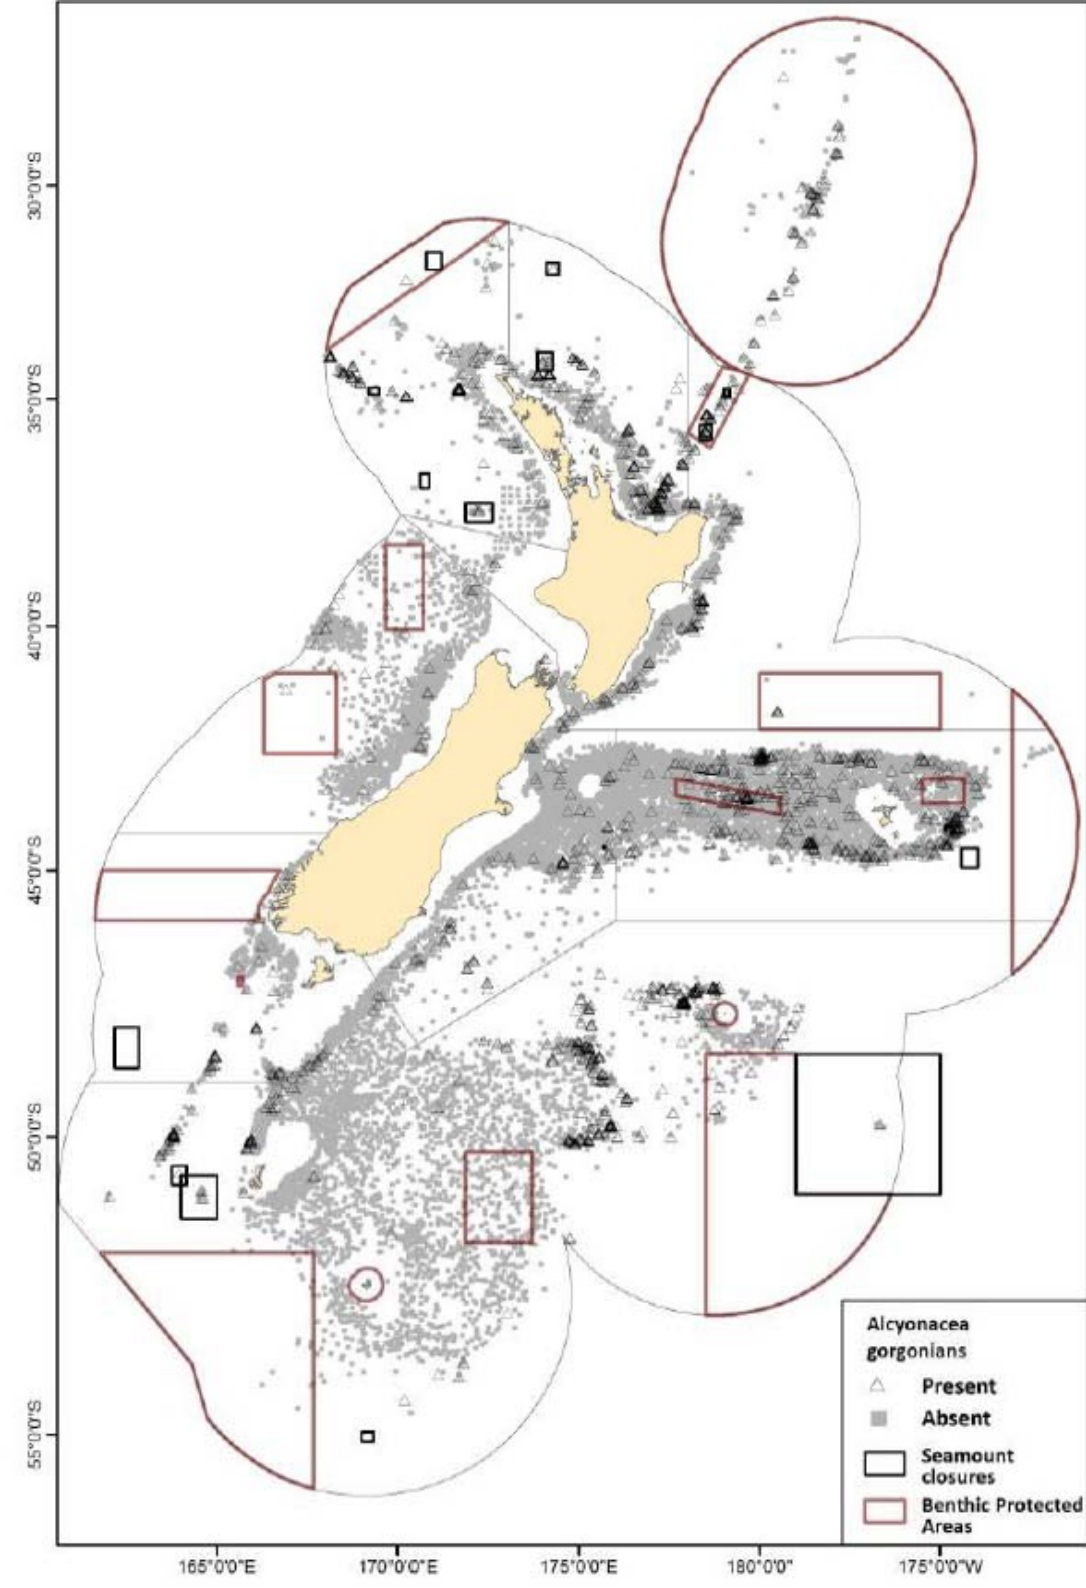 30°0'0"S
35°0'0"S
40°0'0"S
45°0'0"S
50°0'0"S
55°0'0"S
165°0'0"E
170°0'0"E
175°0'0"E
180°0'0"
175°0'0"W
Alcyonacea
gorgonians
Present
Absent
Seamount
closures
Benthic Protected
Areas